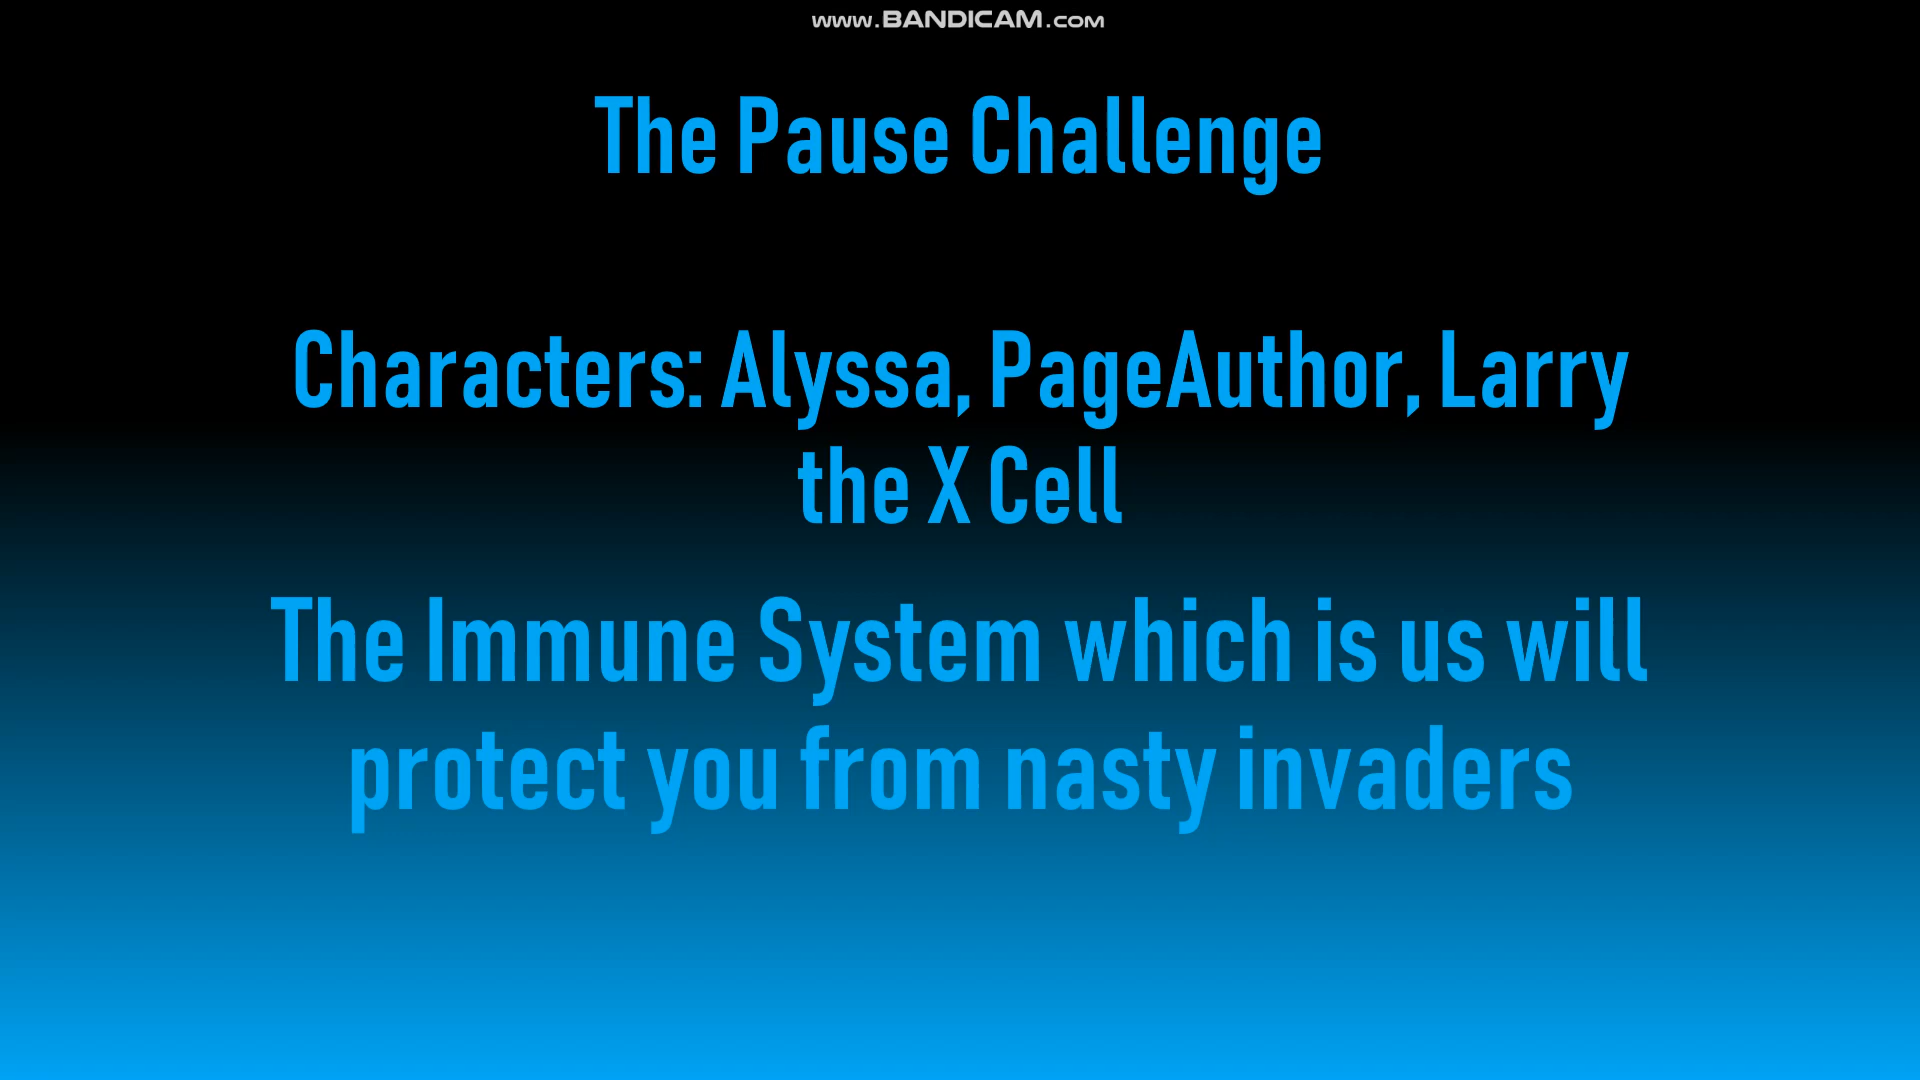 www.BANDICAM.com
The Pause Challenge
Characters: Alyssa, PageAuthor, Larry
the X Cell
The Immune System which is us will
protect you from nasty invaders